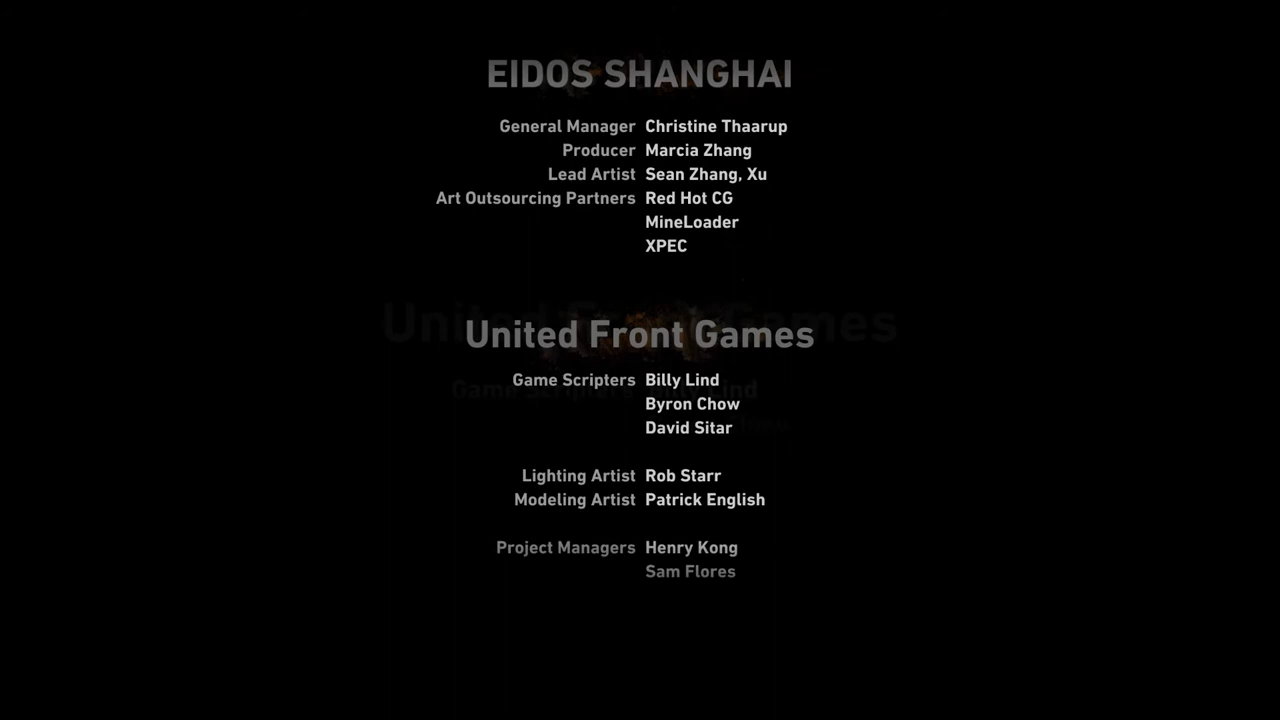 EIDOS SHANGHAI
General Manager Christine Thaarup
Producer Marcia Zhang
Lead Artist Sean Zhang, Xu
Art Outsourcing Partners Red Hot CG
MineLoader
XPEC
United Front Games
Game Scripters Billy Lind
Byron Chow
David Sitar
Lighting Artist Rob Starr
Modeling Artist Patrick English
Project Managers Henry Kong
Sam Flores